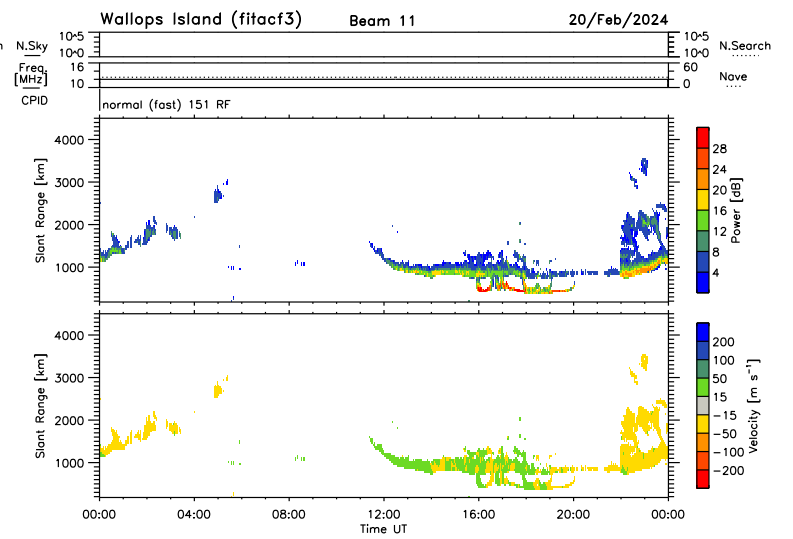 Wallops Island (fitacf3) Beam 11 20/Feb/2024
n N.Sky 10^5 10^0 10^5 10^0 N.Search
Freq. [MHz] 16 10 60 0 Nave
CPID normal (fast) 151 RF
Slant Range [km]
4000
3000
2000
1000
28
24
20
16
12
8
4
Power [dB]
Slant Range [km]
4000
3000
2000
1000
200
100
50
15
-15
-50
-100
-200
Velocity [m s⁻¹]
00:00 04:00 08:00 12:00 16:00 20:00 00:00
Time UT